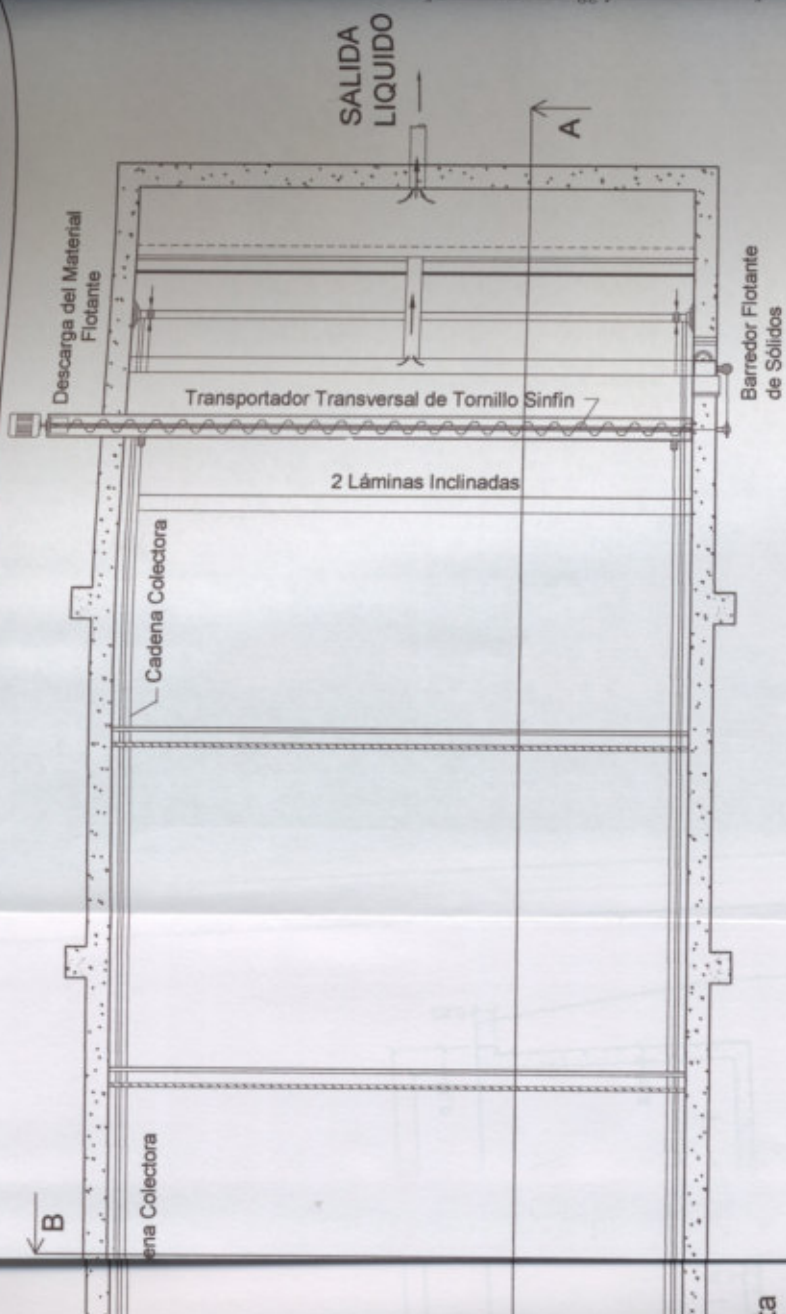 SALIDA
LIQUIDO
A
Descarga del Material
Flotante
Barredor Flotante
de Sólidos
Transportador Transversal de Tornillo Sinfín
2 Láminas Inclinadas
Cadena Colectora
ena Colectora
B